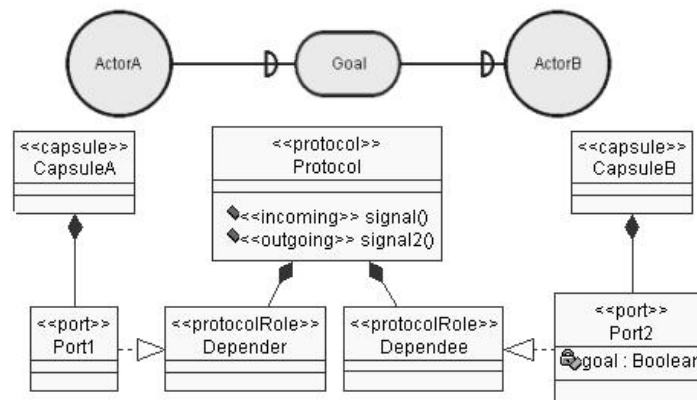 ActorA
Goal
ActorB
<<capsule>>
CapsuleA
<<protocol>>
Protocol
<<incoming>> signal()
<<outgoing>> signal2()
<<capsule>>
CapsuleB
<<port>>
Port1
<<protocolRole>>
Depender
<<protocolRole>>
Dependee
<<port>>
Port2
goal : Boolean